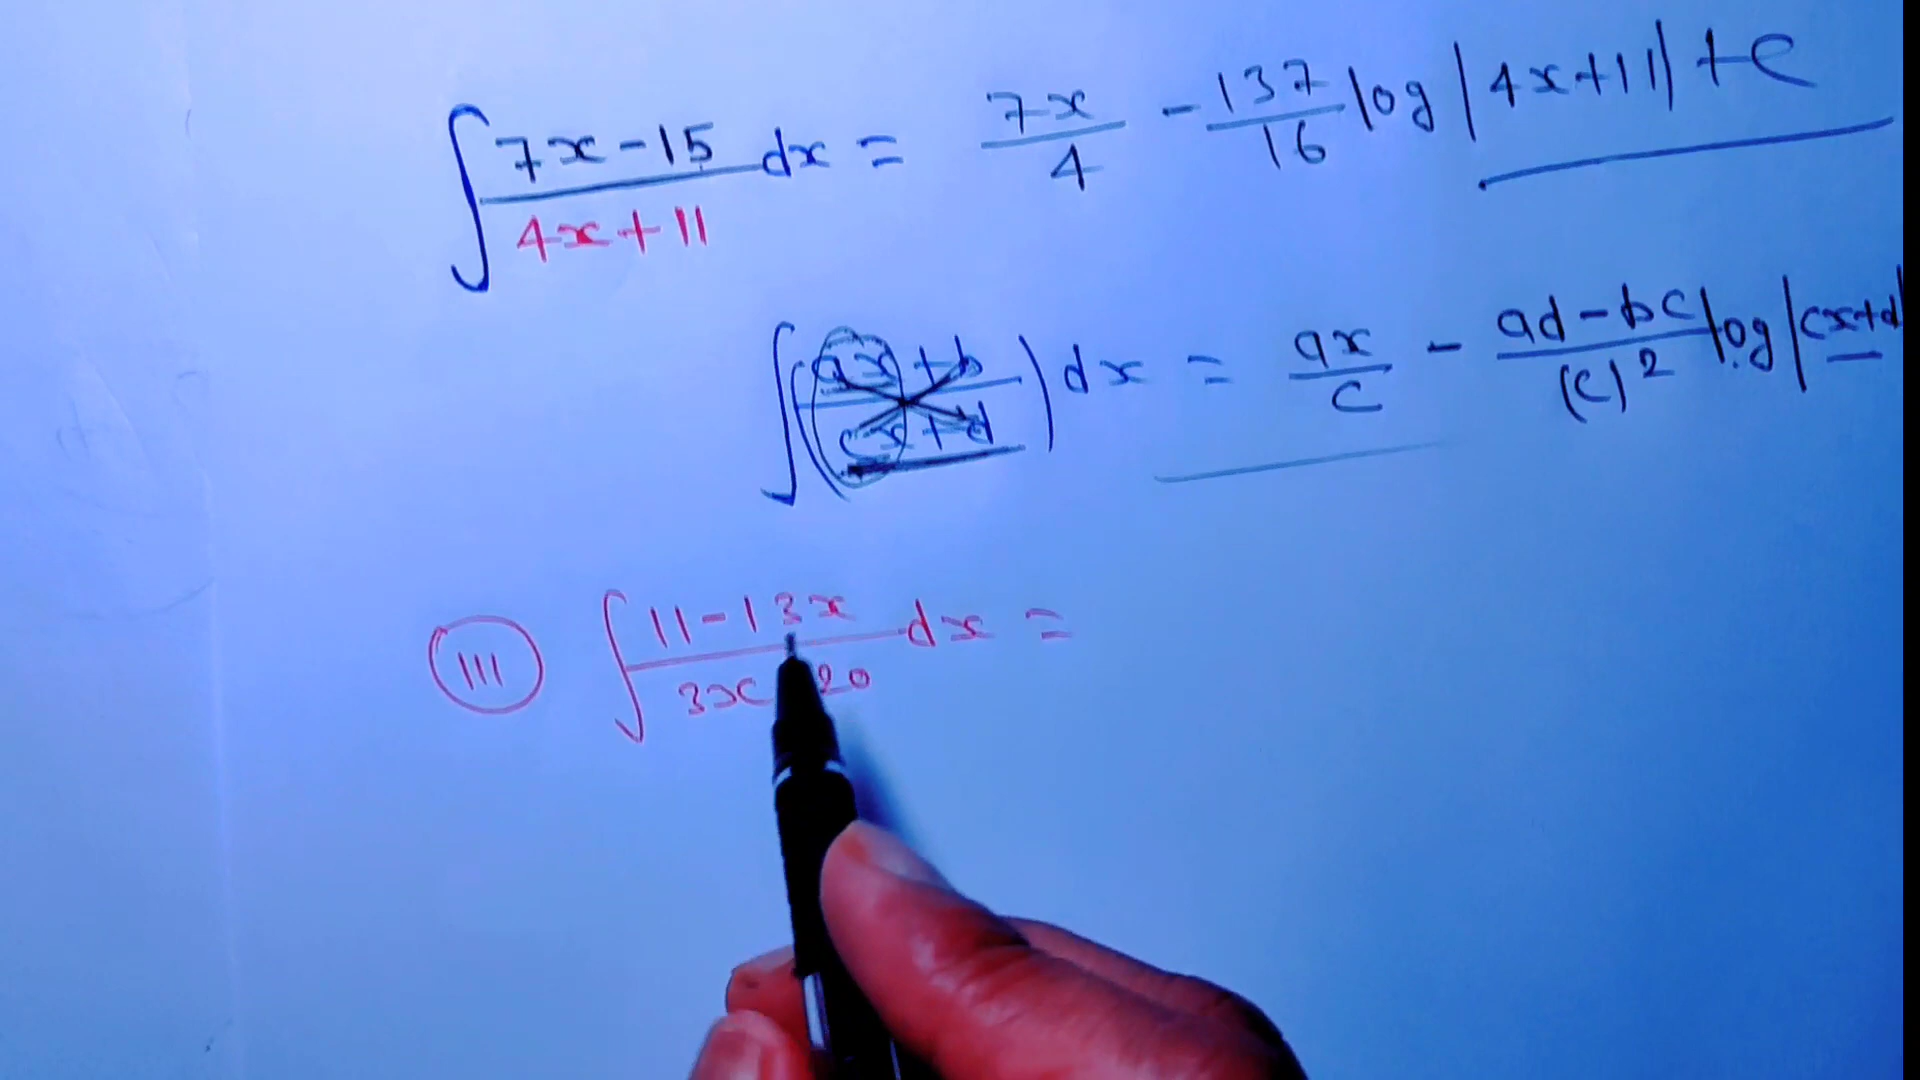 ∫ 7x-15/4x+11 dx = 7x/4 - 137/16 log|4x+11| +c
∫(ax+b/cx+d) dx = ax/c - ad-bc/(c)² log|cx+d|
III ∫ 11-13x/3x 20 dx =